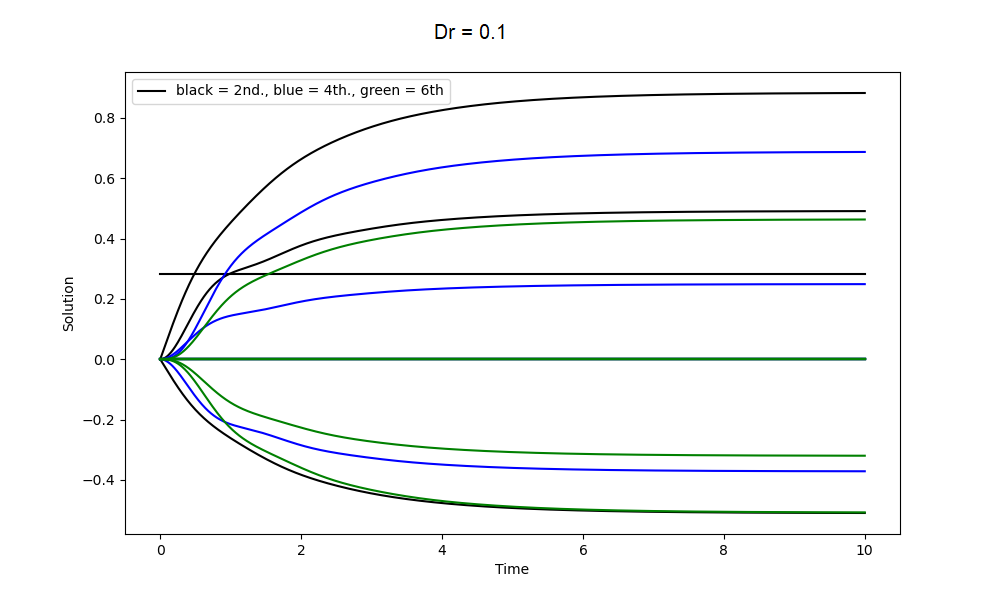 Dr = 0.1
black = 2nd., blue = 4th., green = 6th
0.8
0.6
0.4
0.2
0.0
−0.2
−0.4
Solution
0 2 4 6 8 10
Time